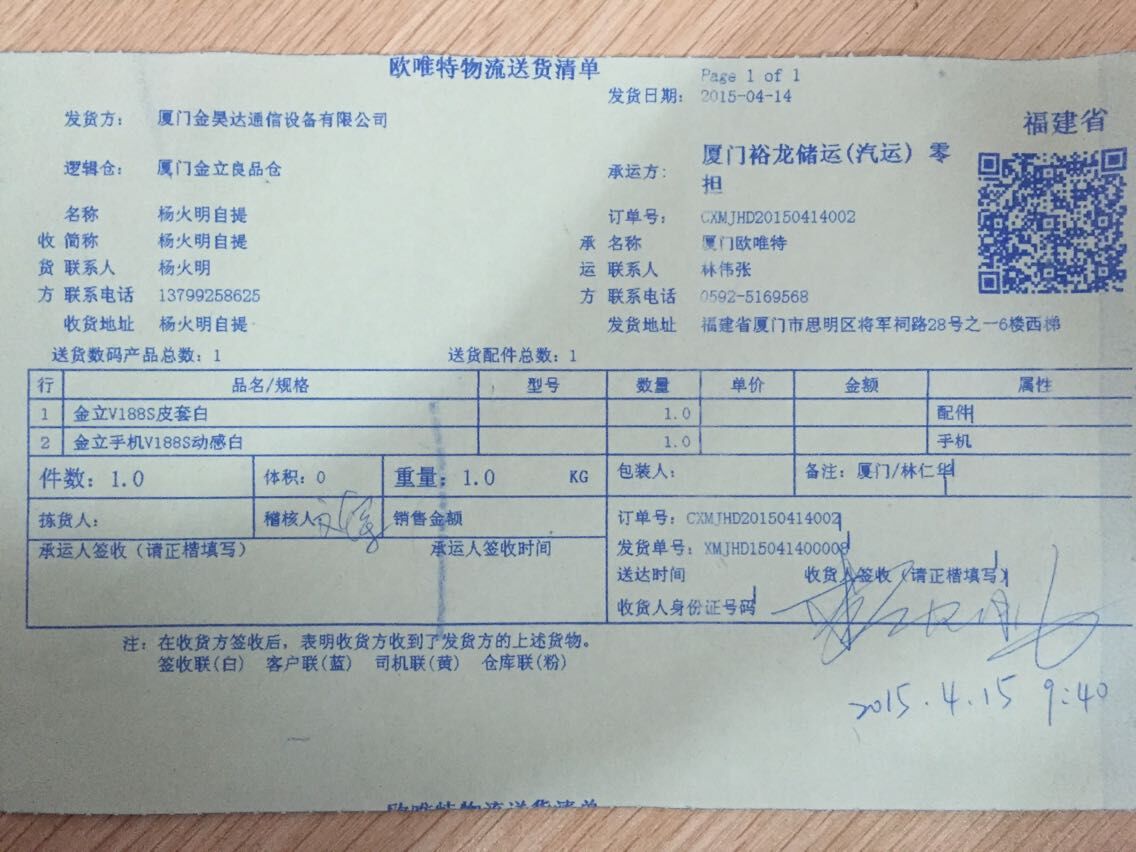 欧唯特物流送货清单
Page 1 of 1
发货日期: 2015-04-14
福建省
发货方: 厦门金昊达通信设备有限公司
逻辑仓: 厦门金立良品仓
承运方: 厦门裕龙储运(汽运) 零担
收货方
名称 杨火明自提
简称 杨火明自提
联系人 杨火明
联系电话 13799258625
收货地址 杨火明自提
订单号: CXMJHD20150414002
承运方
名称 厦门欧唯特
联系人 林伟张
联系电话 0592-5169568
发货地址 福建省厦门市思明区将军祠路28号之一6楼西梯
送货数码产品总数: 1 送货配件总数: 1
行 品名/规格 型号 数量 单价 金额 属性
1 金立V188S皮套白 1.0 配件
2 金立手机V188S动感白 1.0 手机
件数: 1.0 体积: 0 重量: 1.0 KG 包装人: 备注: 厦门/林仁华
拣货人: 稽核人: 销售金额
承运人签收(请正楷填写) 承运人签收时间
订单号: CXMJHD20150414002
发货单号: XMJHD15041400008
送达时间 收货人签收(请正楷填写)
收货人身份证号码
2015.4.15 9:40
注: 在收货方签收后, 表明收货方收到了发货方的上述货物。
签收联(白) 客户联(蓝) 司机联(黄) 仓库联(粉)
欧唯特物流送货清单